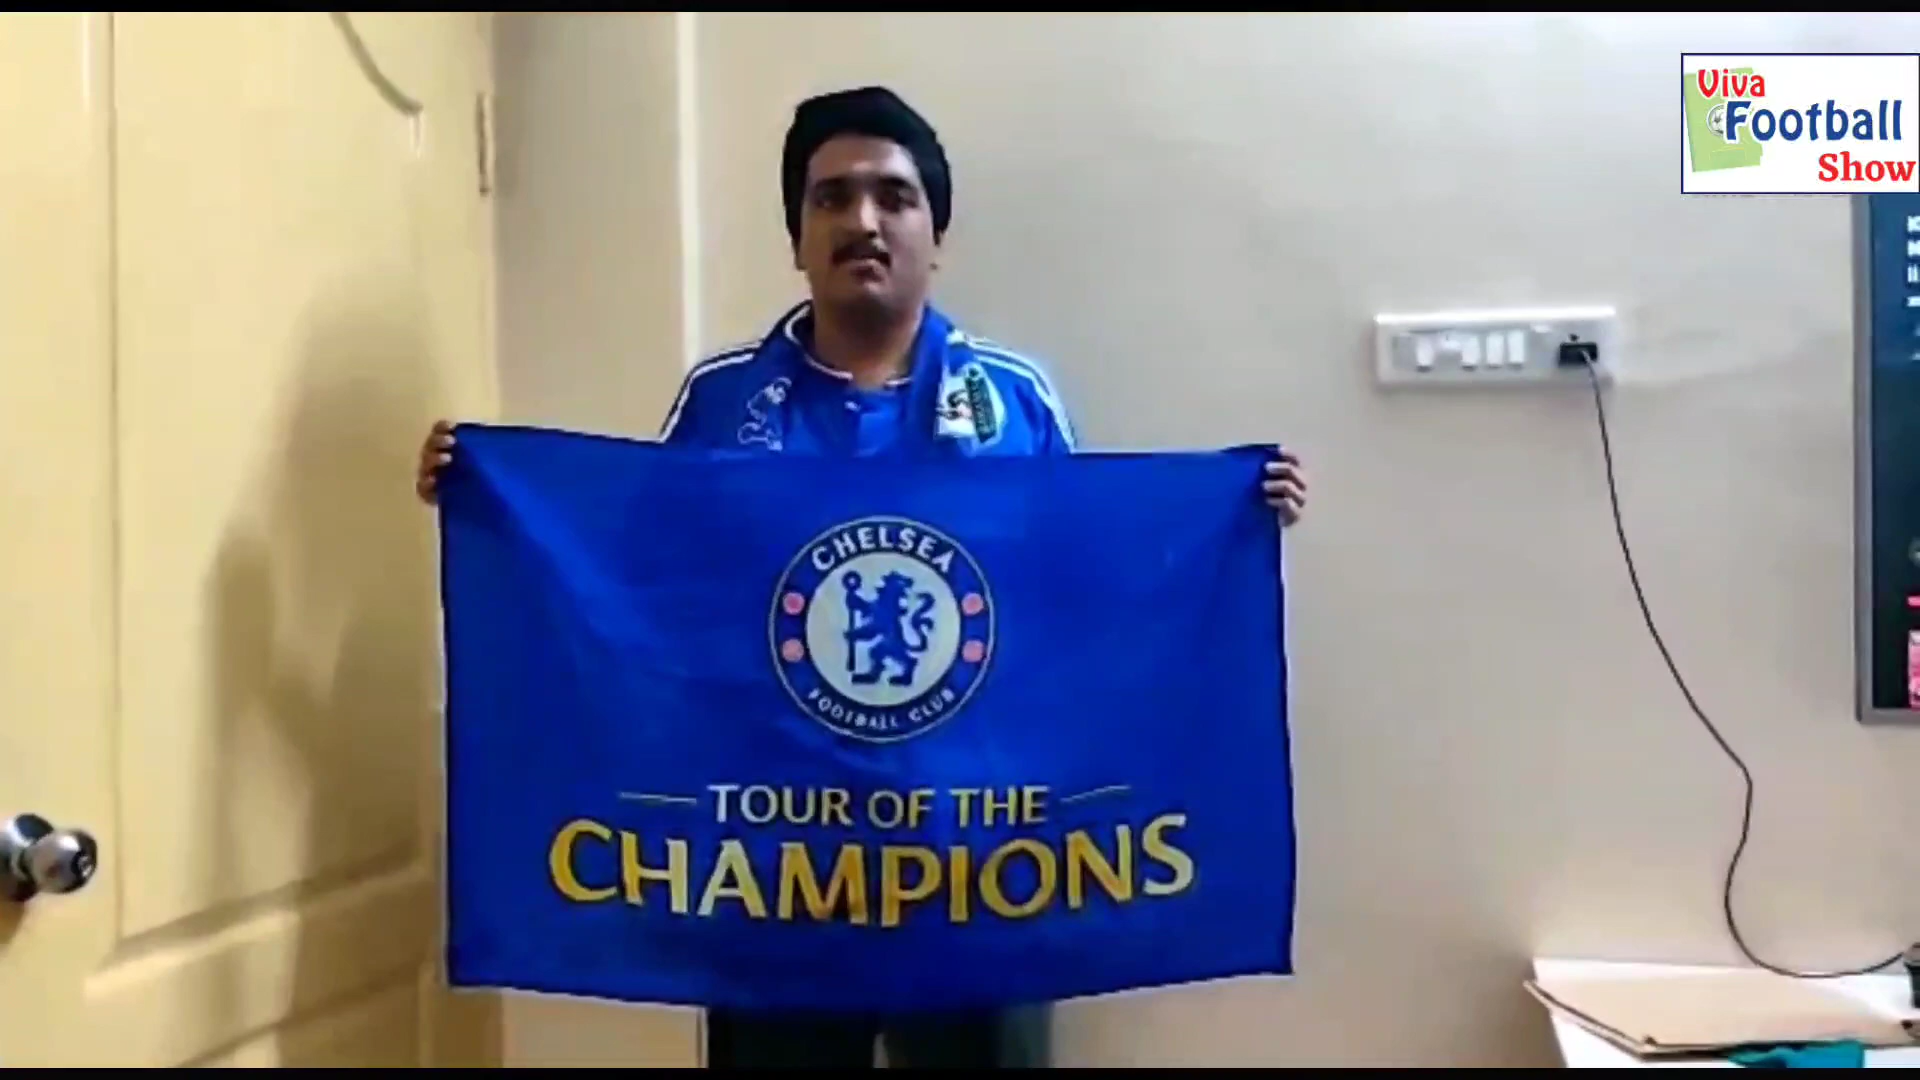 Viva
Football
Show
CHELSEA
FOOTBALL CLUB
TOUR OF THE
CHAMPIONS